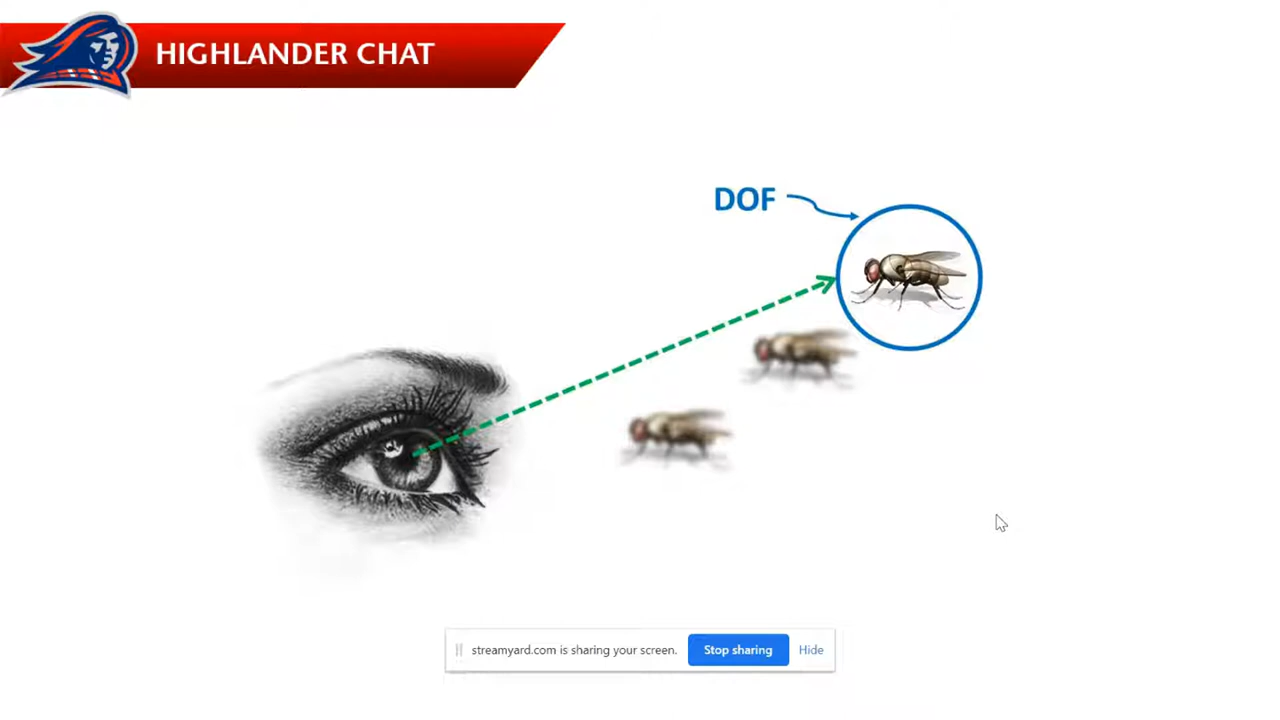 HIGHLANDER CHAT
DOF
streamyard.com is sharing your screen. Stop sharing Hide